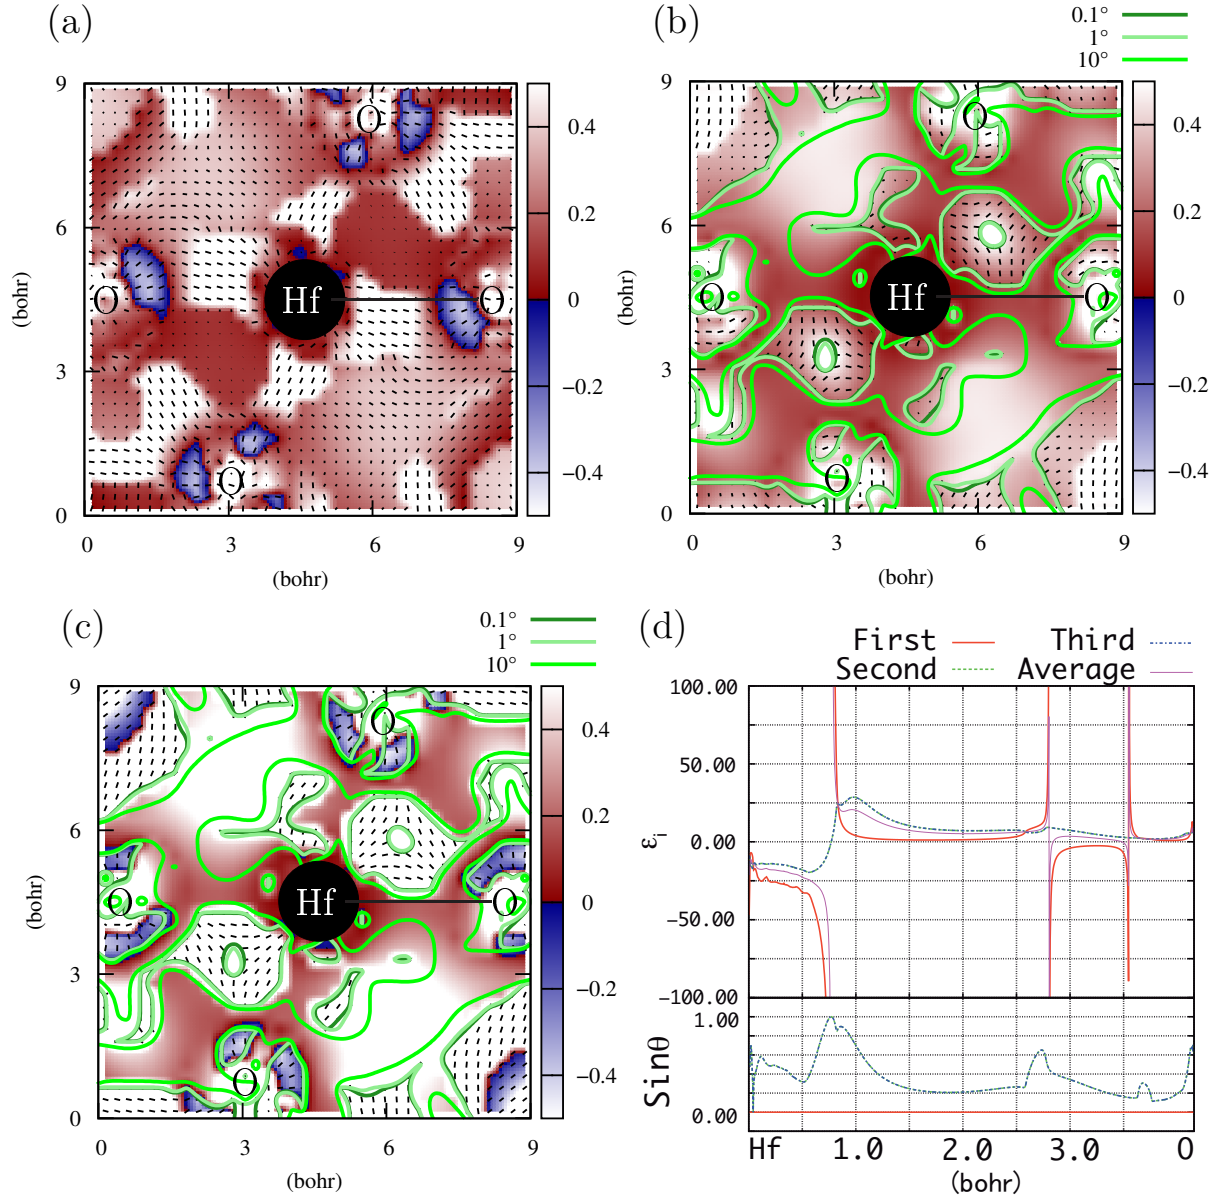 (a)
9
6
3
0
(bohr)
0
3
6
9
(bohr)
O
O
Hf
O
O
0.4
0.2
0
−0.2
−0.4
(b)
0.1°
1°
10°
9
6
3
0
(bohr)
0
3
6
9
(bohr)
O
O
Hf
O
O
0.4
0.2
0
−0.2
−0.4
(c)
0.1°
1°
10°
9
6
3
0
(bohr)
0
3
6
9
(bohr)
O
O
Hf
O
O
0.4
0.2
0
−0.2
−0.4
(d)
First
Third
Second
Average
100.00
50.00
0.00
−50.00
−100.00
εi
1.00
0.00
Sinθ
Hf
1.0
2.0
3.0
O
(bohr)